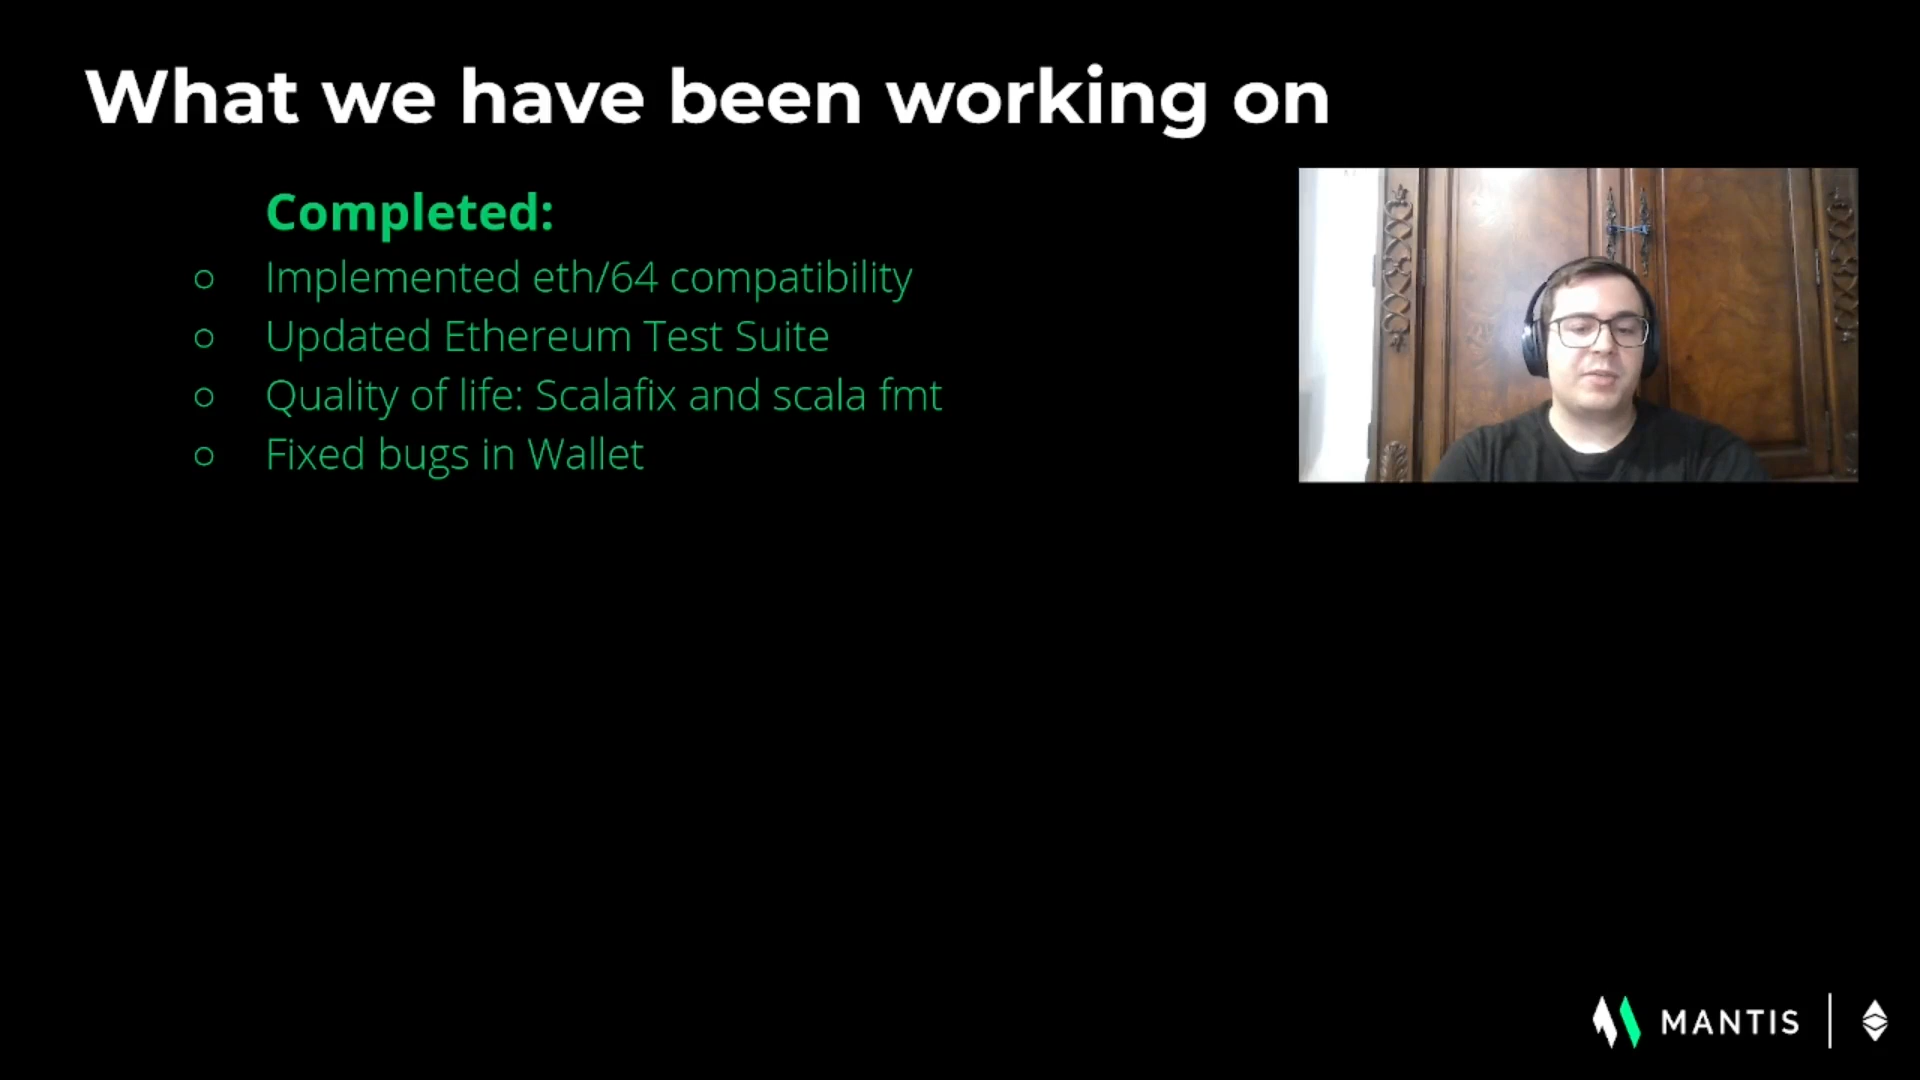 What we have been working on
Completed:
○ Implemented eth/64 compatibility
○ Updated Ethereum Test Suite
○ Quality of life: Scalafix and scala fmt
○ Fixed bugs in Wallet
MANTIS